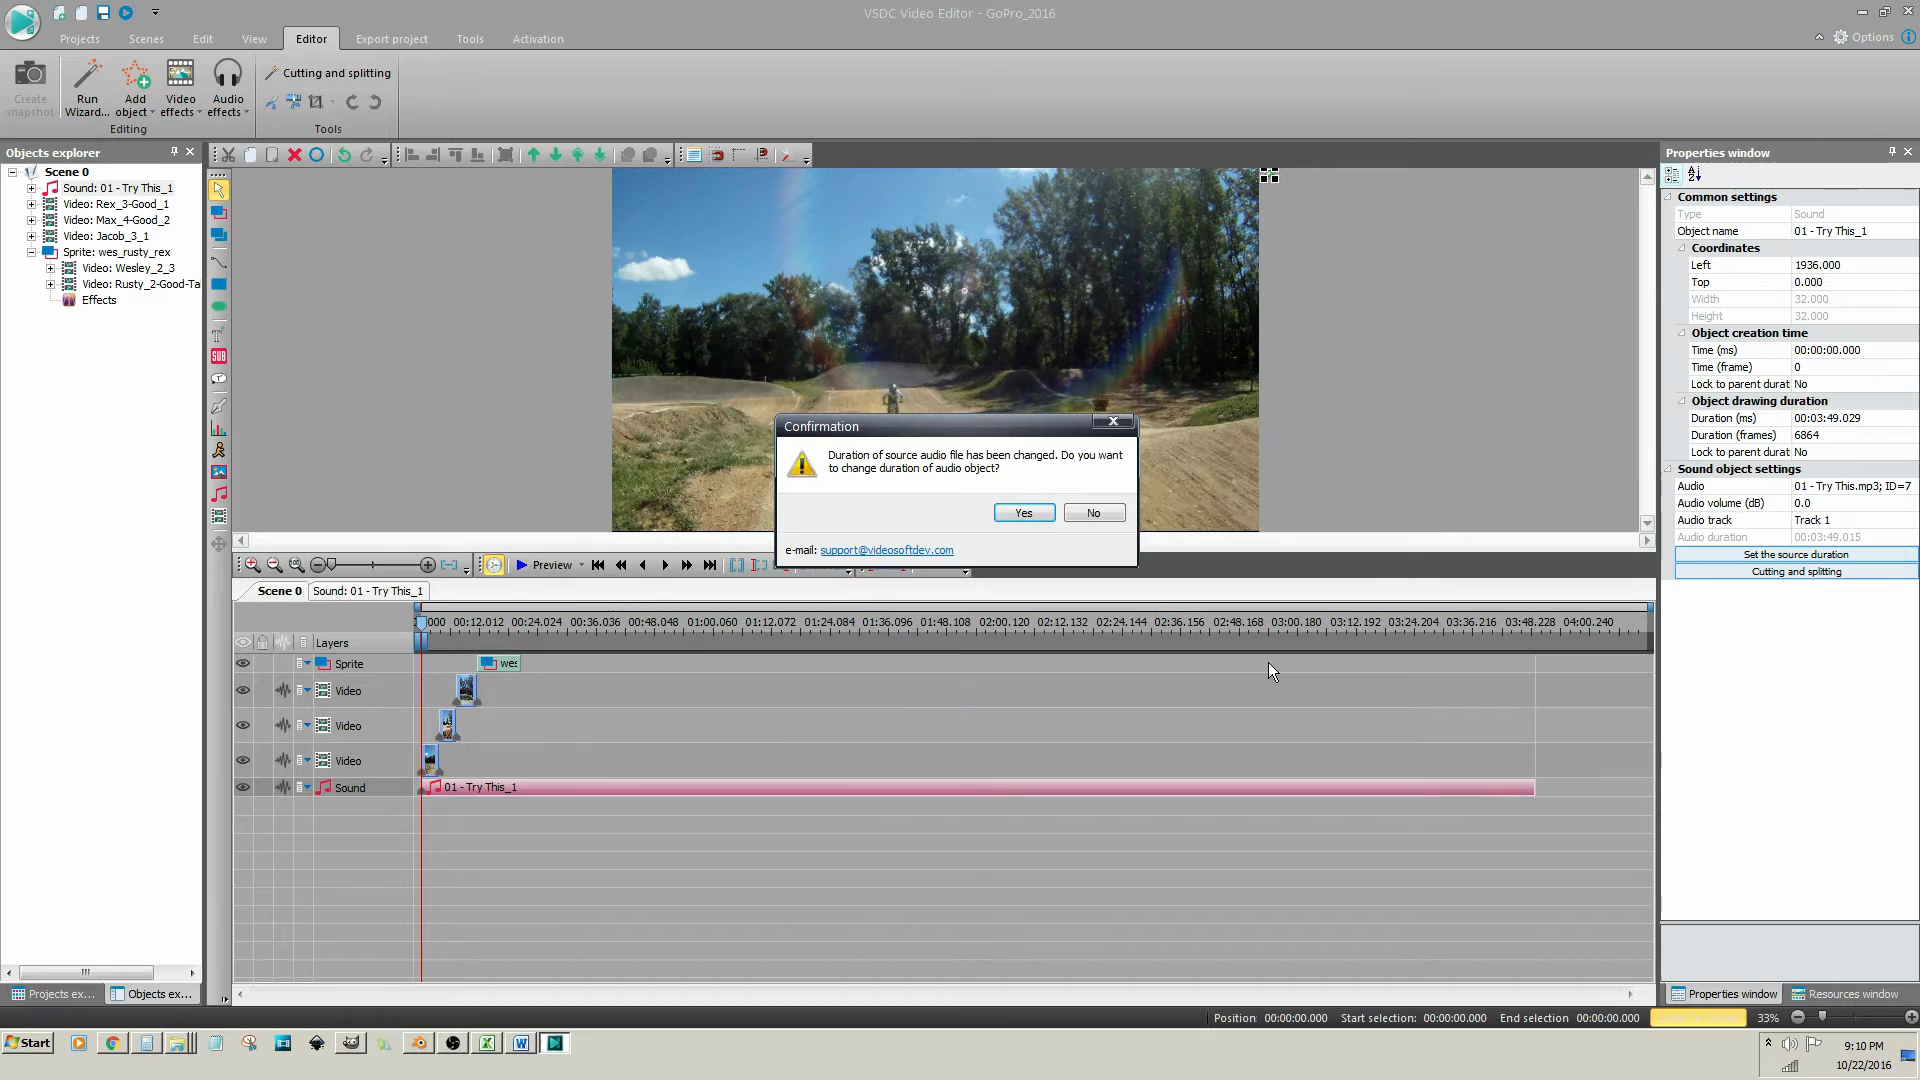 VSDC Video Editor - GoPro_2016
Projects
Scenes
Edit
View
Editor
Export project
Tools
Activation
Options
Create snapshot
Run Wizard...
Add object
Video effects
Audio effects
Editing
Cutting and splitting
Tools
Objects explorer
Scene 0
Sound: 01 - Try This_1
Video: Rex_3-Good_1
Video: Max_4-Good_2
Video: Jacob_3_1
Sprite: wes_rusty_rex
Video: Wesley_2_3
Video: Rusty_2-Good-Ta
Effects
SUB
Confirmation
Duration of source audio file has been changed. Do you want
to change duration of audio object?
Yes
No
e-mail: support@videosoftdev.com
Properties window
Common settings
Type Sound
Object name 01 - Try This_1
Coordinates
Left 1936.000
Top 0.000
Width 32.000
Height 32.000
Object creation time
Time (ms) 00:00:00.000
Time (frame) 0
Lock to parent durat No
Object drawing duration
Duration (ms) 00:03:49.029
Duration (frames) 6864
Lock to parent durat No
Sound object settings
Audio 01 - Try This.mp3; ID=7
Audio volume (dB) 0.0
Audio track Track 1
Audio duration 00:03:49.015
Set the source duration
Cutting and splitting
Preview
Scene 0
Sound: 01 - Try This_1
000 00:12.012 00:24.024 00:36.036 00:48.048 01:00.060 01:12.072 01:24.084 01:36.096 01:48.108 02:00.120 02:12.132 02:24.144 02:36.156 02:48.168 03:00.180 03:12.192 03:24.204 03:36.216 03:48.228 04:00.240
Layers
Sprite
wes
Video
Video
Video
Sound
01 - Try This_1
Projects ex...
Objects ex...
Properties window
Resources window
Position: 00:00:00.000 Start selection: 00:00:00.000 End selection 00:00:00.000
33%
Start
9:10 PM
10/22/2016